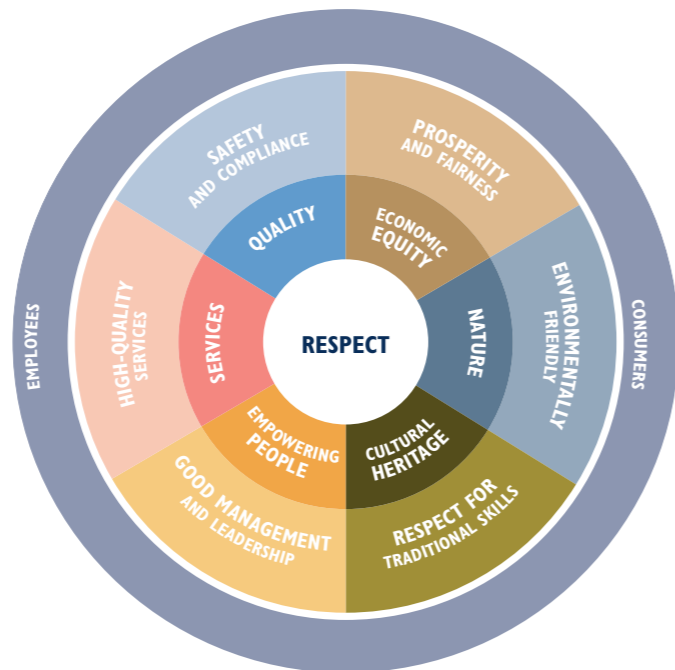 SAFETY
AND COMPLIANCE
PROSPERITY
AND FAIRNESS
QUALITY
ECONOMIC
EQUITY
EMPLOYEES
HIGH-QUALITY
SERVICES
SERVICES
RESPECT
NATURE
ENVIRONMENTALLY
FRIENDLY
CONSUMERS
EMPOWERING
PEOPLE
CULTURAL
HERITAGE
GOOD MANAGEMENT
AND LEADERSHIP
RESPECT FOR
TRADITIONAL SKILLS